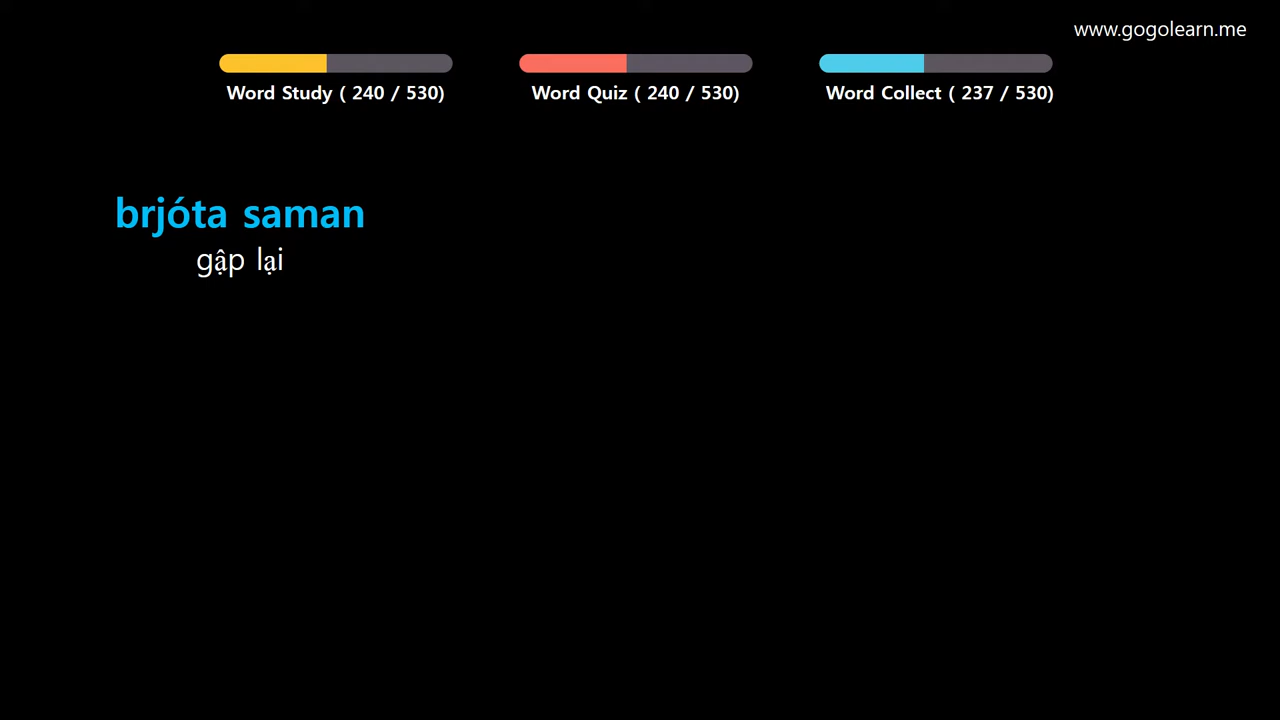 www.gogolearn.me
Word Study ( 240 / 530)
Word Quiz ( 240 / 530)
Word Collect ( 237 / 530)
brjóta saman
gập lại